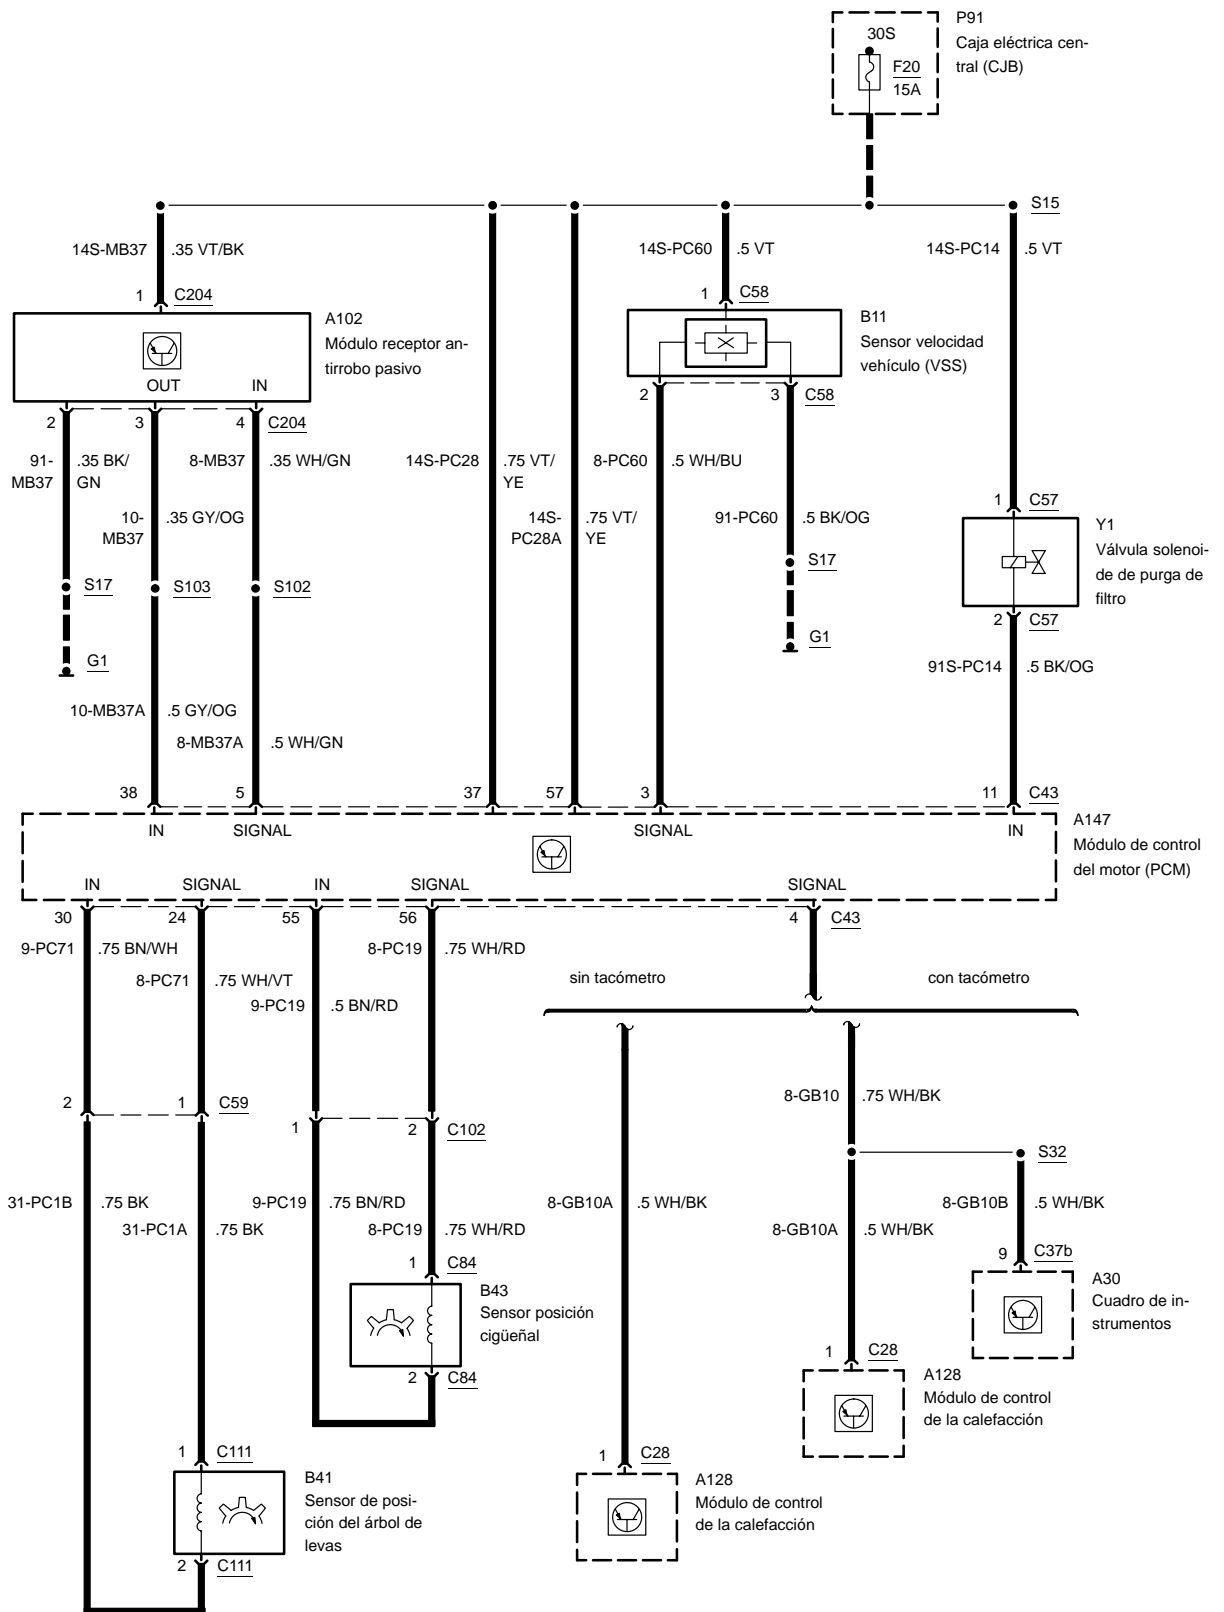 P91
30S
Caja eléctrica cen-
tral (CJB)
F20
15A
S15
14S-MB37 .35 VT/BK
14S-PC60 .5 VT
14S-PC14 .5 VT
1 C204
1 C58
A102
Módulo receptor an-
tirrobo pasivo
B11
Sensor velocidad
vehículo (VSS)
OUT IN
2 3 4 C204
2 3 C58
91-
MB37
.35 BK/
GN
8-MB37 .35 WH/GN
14S-PC28 .75 VT/
YE
8-PC60 .5 WH/BU
10-
MB37
.35 GY/OG
14S-
PC28A
.75 VT/
YE
91-PC60 .5 BK/OG
1 C57
Y1
Válvula solenoi-
de de purga de
filtro
S17 S103 S102
S17
2 C57
G1
G1
91S-PC14 .5 BK/OG
10-MB37A .5 GY/OG
8-MB37A .5 WH/GN
38 5 37 57 3 11 C43
IN SIGNAL SIGNAL IN
A147
Módulo de control
del motor (PCM)
IN SIGNAL IN SIGNAL SIGNAL
30 24 55 56 4 C43
9-PC71 .75 BN/WH
8-PC19 .75 WH/RD
8-PC71 .75 WH/VT
sin tacómetro con tacómetro
9-PC19 .5 BN/RD
8-GB10 .75 WH/BK
2 1 C59
1 2 C102
S32
31-PC1B .75 BK
9-PC19 .75 BN/RD
8-GB10A .5 WH/BK
8-GB10B .5 WH/BK
31-PC1A .75 BK
8-PC19 .75 WH/RD
8-GB10A .5 WH/BK
1 C84
9 C37b
B43
Sensor posición
cigüeñal
A30
Cuadro de in-
strumentos
2 C84
1 C28
A128
Módulo de control
de la calefacción
1 C111
1 C28
B41
Sensor de posi-
ción del árbol de
levas
A128
Módulo de control
de la calefacción
2 C111